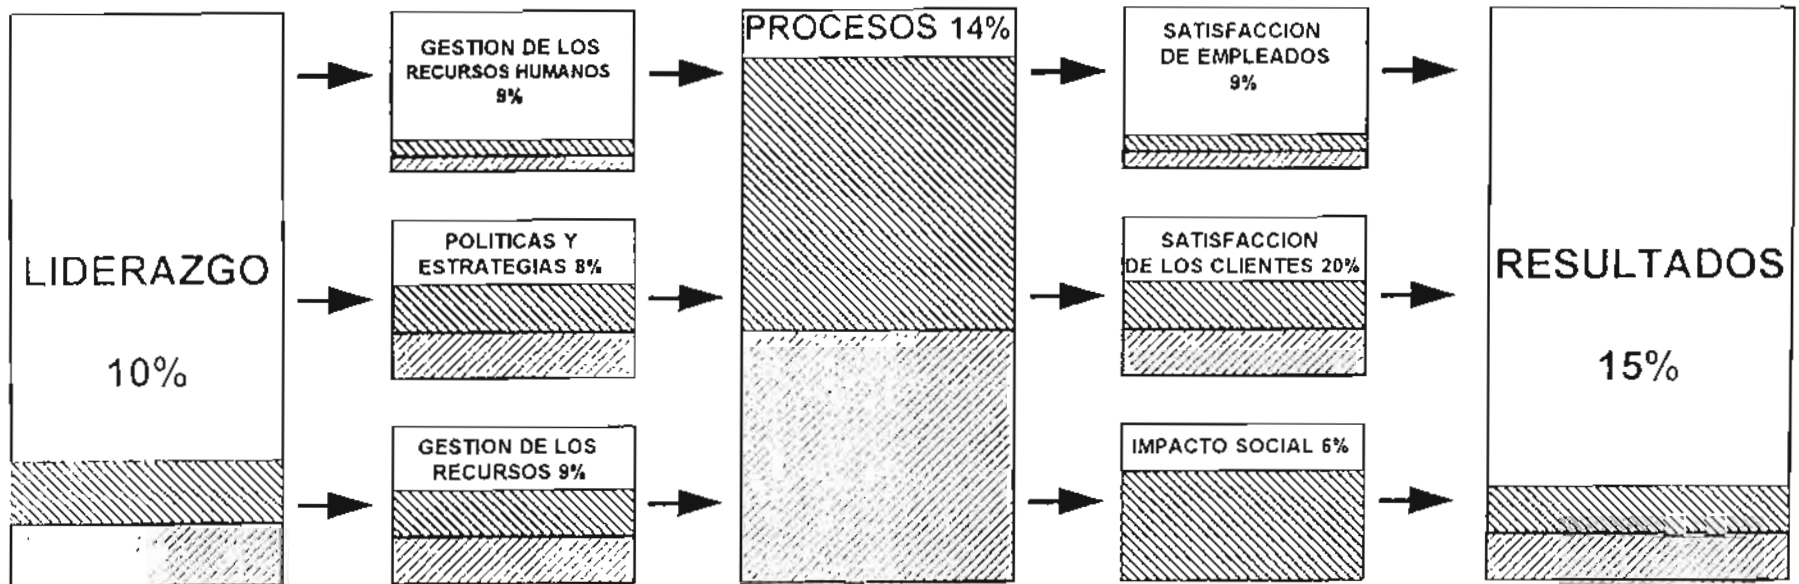 LIDERAZGO
10%
GESTION DE LOS
RECURSOS HUMANOS
9%
POLITICAS Y
ESTRATEGIAS 8%
GESTION DE LOS
RECURSOS 9%
PROCESOS 14%
SATISFACCION
DE EMPLEADOS
9%
SATISFACCION
DE LOS CLIENTES 20%
IMPACTO SOCIAL 6%
RESULTADOS
15%